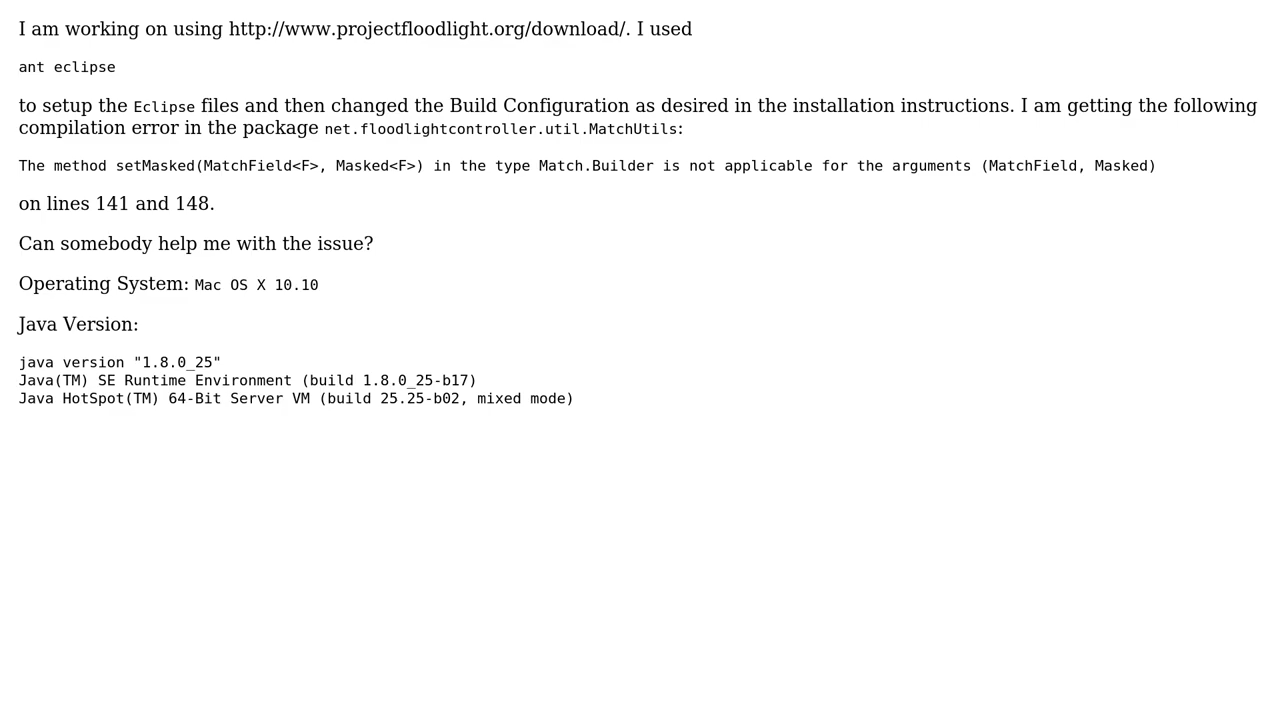 I am working on using http://www.projectfloodlight.org/download/. I used
ant eclipse
to setup the Eclipse files and then changed the Build Configuration as desired in the installation instructions. I am getting the following
compilation error in the package net.floodlightcontroller.util.MatchUtils:
The method setMasked(MatchField<F>, Masked<F>) in the type Match.Builder is not applicable for the arguments (MatchField, Masked)
on lines 141 and 148.
Can somebody help me with the issue?
Operating System: Mac OS X 10.10
Java Version:
java version "1.8.0_25"
Java(TM) SE Runtime Environment (build 1.8.0_25-b17)
Java HotSpot(TM) 64-Bit Server VM (build 25.25-b02, mixed mode)